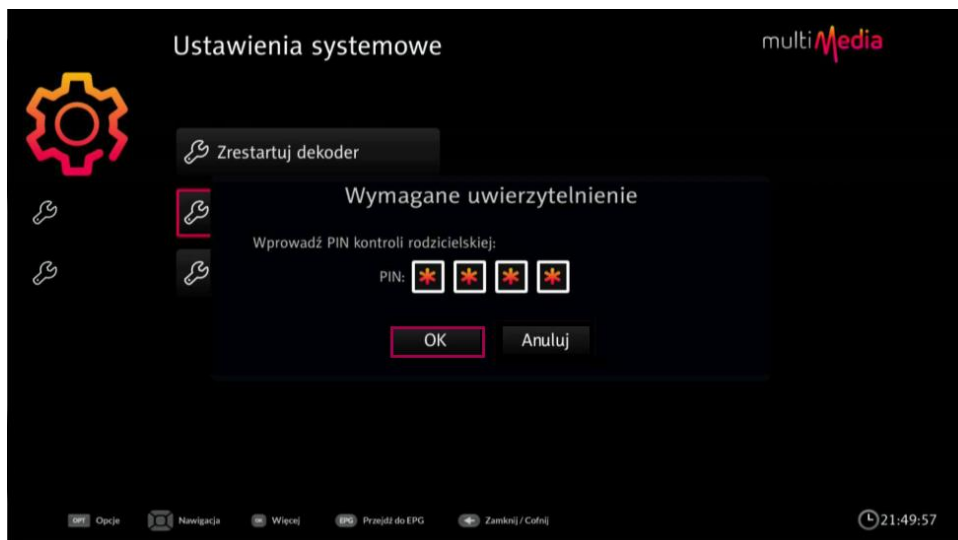 Ustawienia systemowe
multiMedia
Zrestartuj dekoder
Wymagane uwierzytelnienie
Wprowadź PIN kontroli rodzicielskiej:
PIN: * * * *
OK Anuluj
OPT Opcje Nawigacja OK Więcej EPG Przejdź do EPG Zamknij / Cofnij 21:49:57